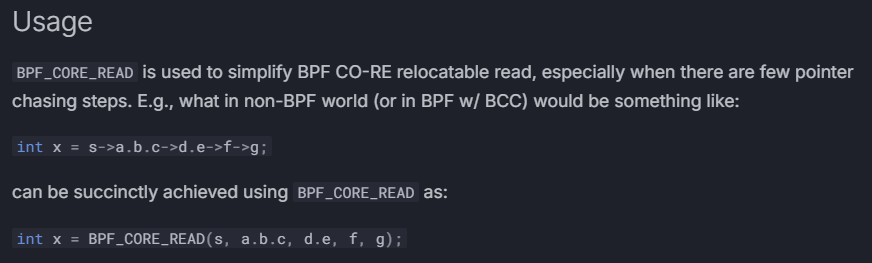 Usage
BPF_CORE_READ is used to simplify BPF CO-RE relocatable read, especially when there are few pointer
chasing steps. E.g., what in non-BPF world (or in BPF w/ BCC) would be something like:
int x = s->a.b.c->d.e->f->g;
can be succinctly achieved using BPF_CORE_READ as:
int x = BPF_CORE_READ(s, a.b.c, d.e, f, g);